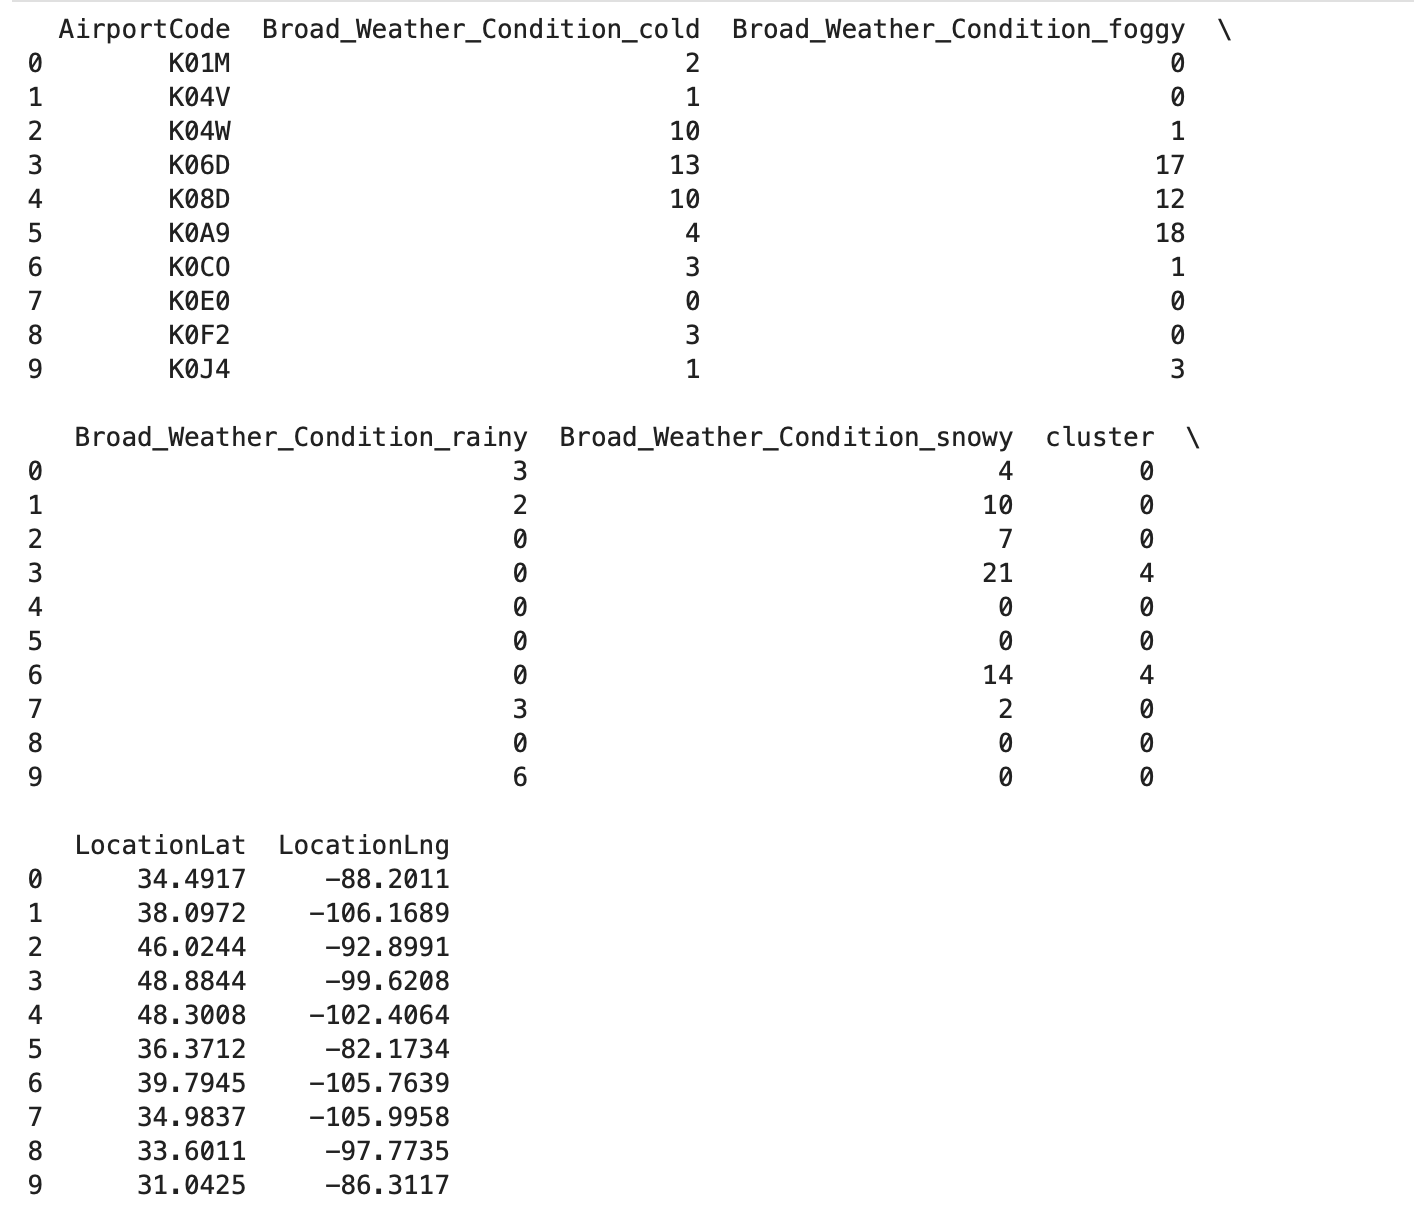 AirportCode Broad_Weather_Condition_cold Broad_Weather_Condition_foggy \
0 K01M 2 0
1 K04V 1 0
2 K04W 10 1
3 K06D 13 17
4 K08D 10 12
5 K0A9 4 18
6 K0CO 3 1
7 K0E0 0 0
8 K0F2 3 0
9 K0J4 1 3
Broad_Weather_Condition_rainy Broad_Weather_Condition_snowy cluster \
0 3 4 0
1 2 10 0
2 0 7 0
3 0 21 4
4 0 0 0
5 0 0 0
6 0 14 4
7 3 2 0
8 0 0 0
9 6 0 0
LocationLat LocationLng
0 34.4917 -88.2011
1 38.0972 -106.1689
2 46.0244 -92.8991
3 48.8844 -99.6208
4 48.3008 -102.4064
5 36.3712 -82.1734
6 39.7945 -105.7639
7 34.9837 -105.9958
8 33.6011 -97.7735
9 31.0425 -86.3117